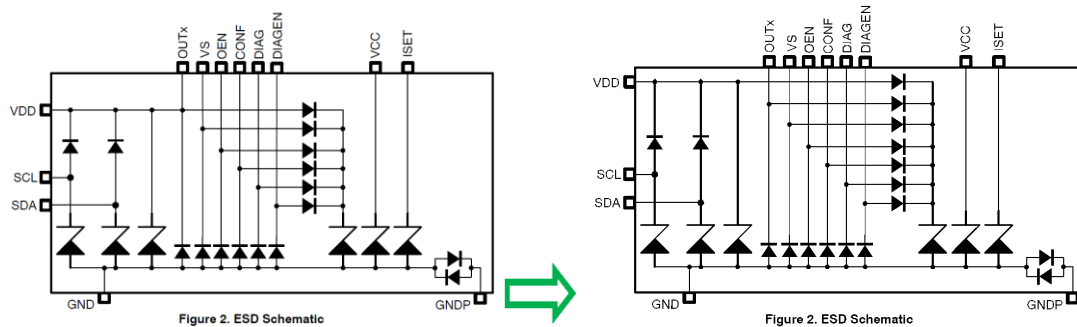 OUTx VS OEN CONF DIAG DIAGEN VCC ISET
VDD
SCL
SDA
GND
GNDP
Figure 2. ESD Schematic
OUTx VS OEN CONF DIAG DIAGEN VCC ISET
VDD
SCL
SDA
GND
GNDP
Figure 2. ESD Schematic